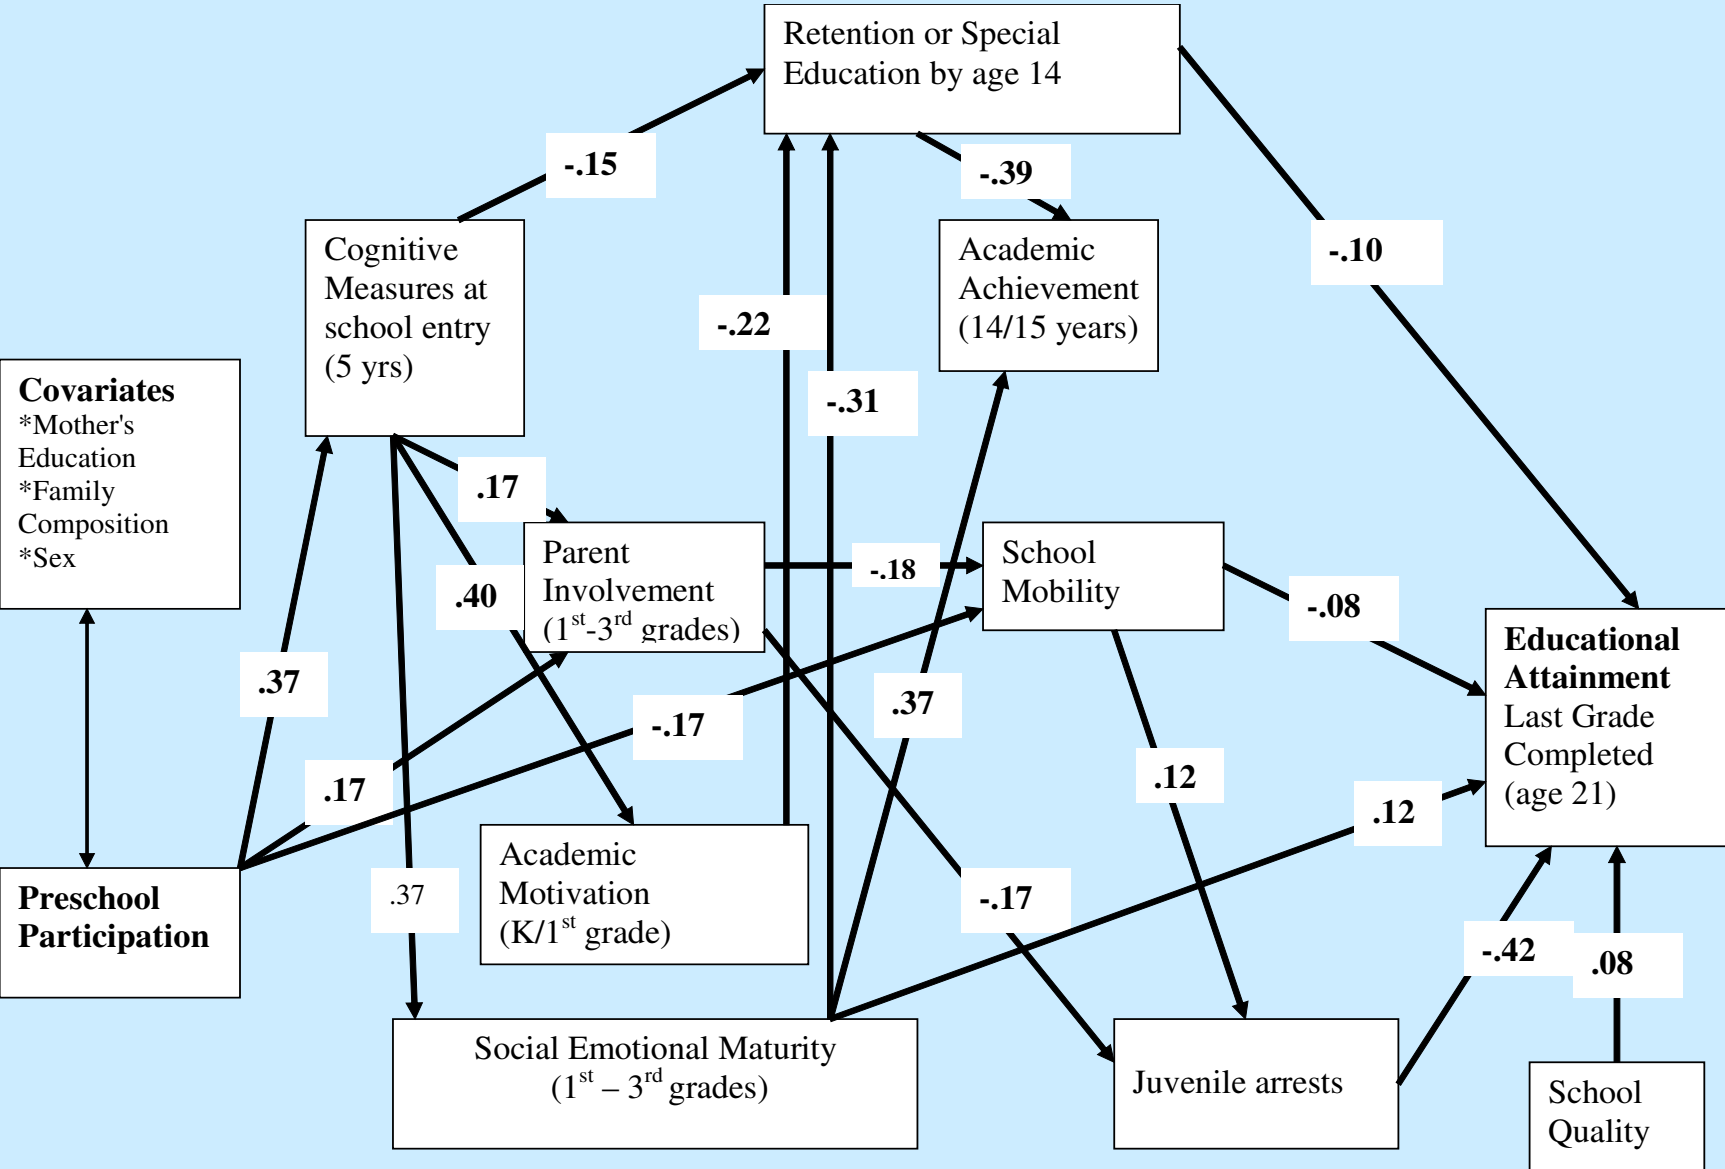 Retention or Special
Education by age 14
-.15
-.39
Cognitive
Measures at
school entry
(5 yrs)
Academic
Achievement
(14/15 years)
-.10
-.22
-.31
Covariates
*Mother's
Education
*Family
Composition
*Sex
.17
Parent
Involvement
(1st-3rd grades)
-.18
School
Mobility
.40
-.08
Educational
Attainment
Last Grade
Completed
(age 21)
.37
-.17
.37
.17
.12
.12
Academic
Motivation
(K/1st grade)
.37
-.17
Preschool
Participation
-.42
.08
Social Emotional Maturity
(1st – 3rd grades)
Juvenile arrests
School
Quality